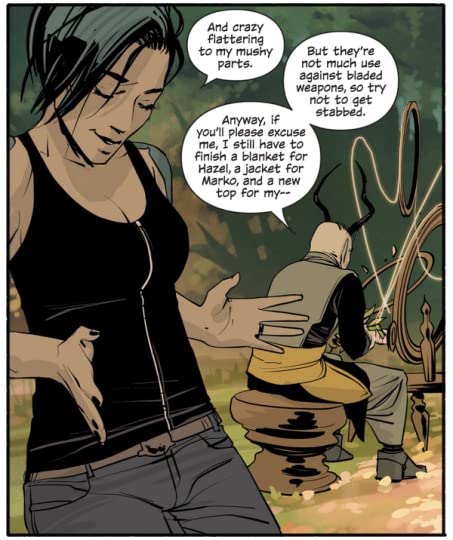 And crazy
flattering
to my mushy
parts.
But they're
not much use
against bladed
weapons, so try
not to get
stabbed.
Anyway, if
you'll please excuse
me, I still have to
finish a blanket for
Hazel, a jacket for
Marko, and a new
top for my--